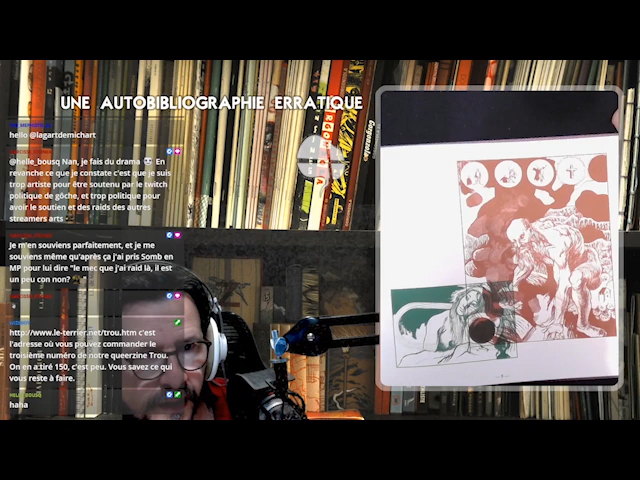 UNE AUTOBIBLIOGRAPHIE ERRATIQUE
hello @lagartdemichart
@helle_bousq Nan, je fais du drama En
revanche ce que je constate c'est que je suis
trop artiste pour être soutenu par le twitch
politique de gôche, et trop politique pour
avoir le soutien et des raids des autres
streamers arts
Je m'en souviens parfaitement, et je me
souviens même qu'après ça j'ai pris Somb en
MP pour lui dire "le mec que j'ai raid là, il est
un peu con non?
http://www.le-terrier.net/trou.htm c'est
l'adresse où vous pouvez commander le
troisième numéro de notre queerzine Trou.
On en a tiré 150, c'est peu. Vous savez ce qui
vous reste à faire.
HELLE_BOUSQ
haha